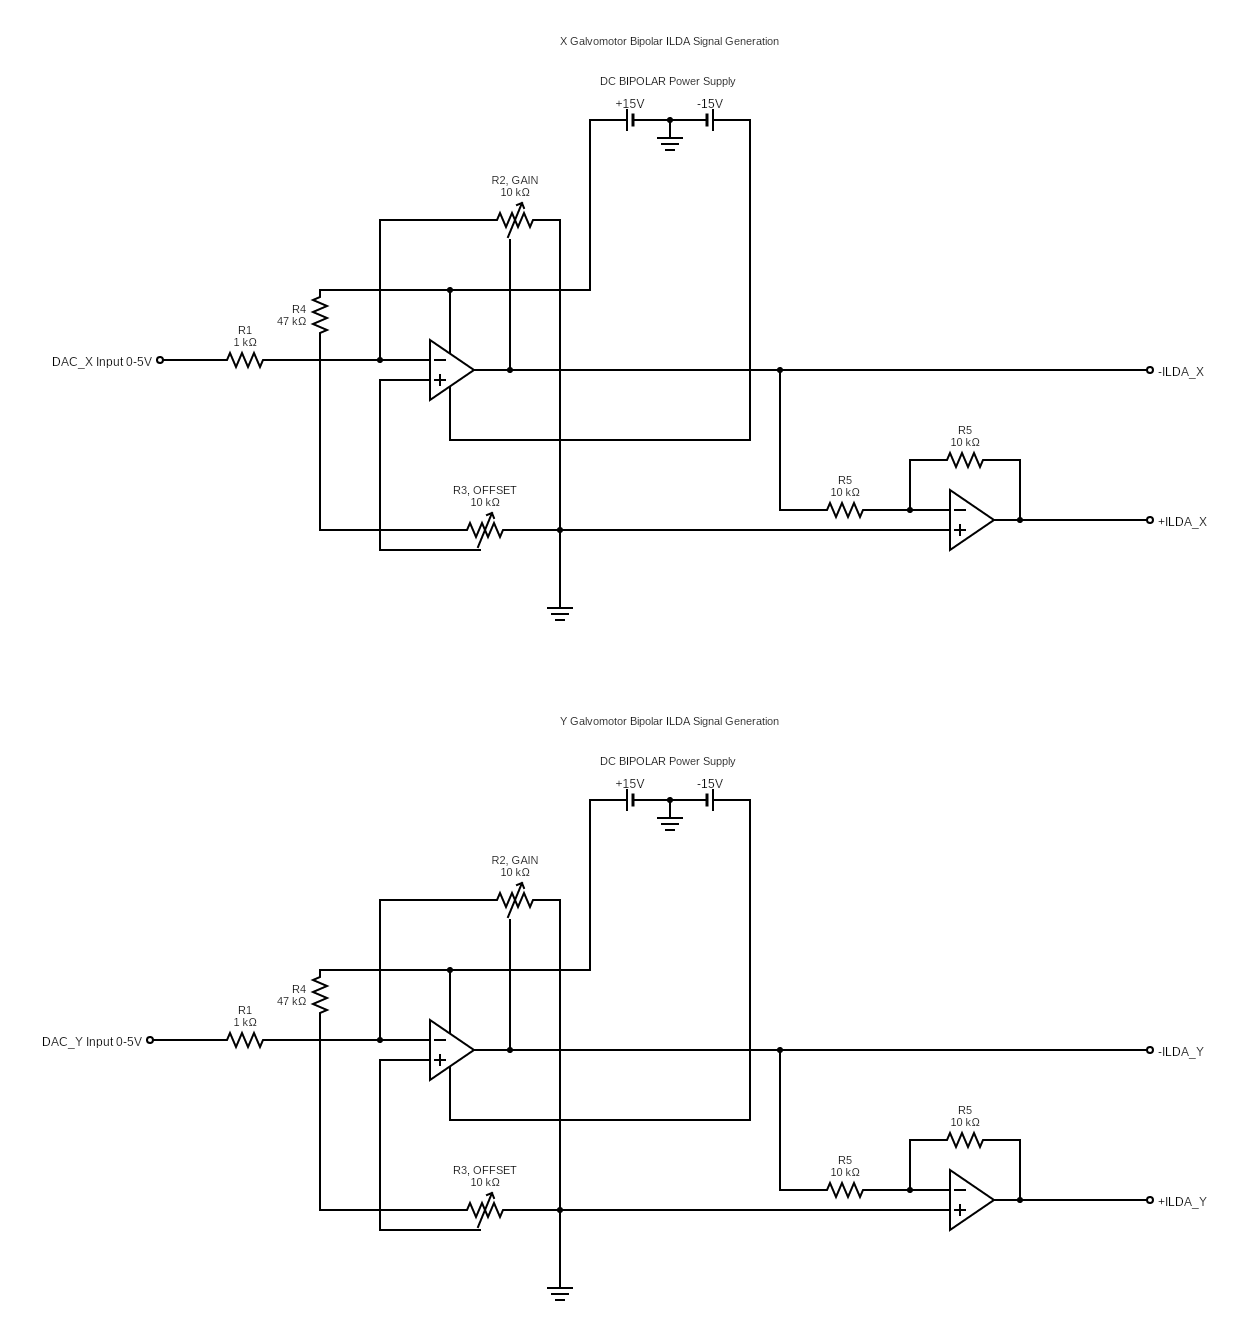 X Galvomotor Bipolar ILDA Signal Generation
DC BIPOLAR Power Supply
+15V
-15V
R2, GAIN
10 kΩ
R4
47 kΩ
R1
1 kΩ
DAC_X Input 0-5V
-ILDA_X
R5
10 kΩ
R5
10 kΩ
R3, OFFSET
10 kΩ
+ILDA_X
Y Galvomotor Bipolar ILDA Signal Generation
DC BIPOLAR Power Supply
+15V
-15V
R2, GAIN
10 kΩ
R4
47 kΩ
R1
1 kΩ
DAC_Y Input 0-5V
-ILDA_Y
R5
10 kΩ
R5
10 kΩ
R3, OFFSET
10 kΩ
+ILDA_Y